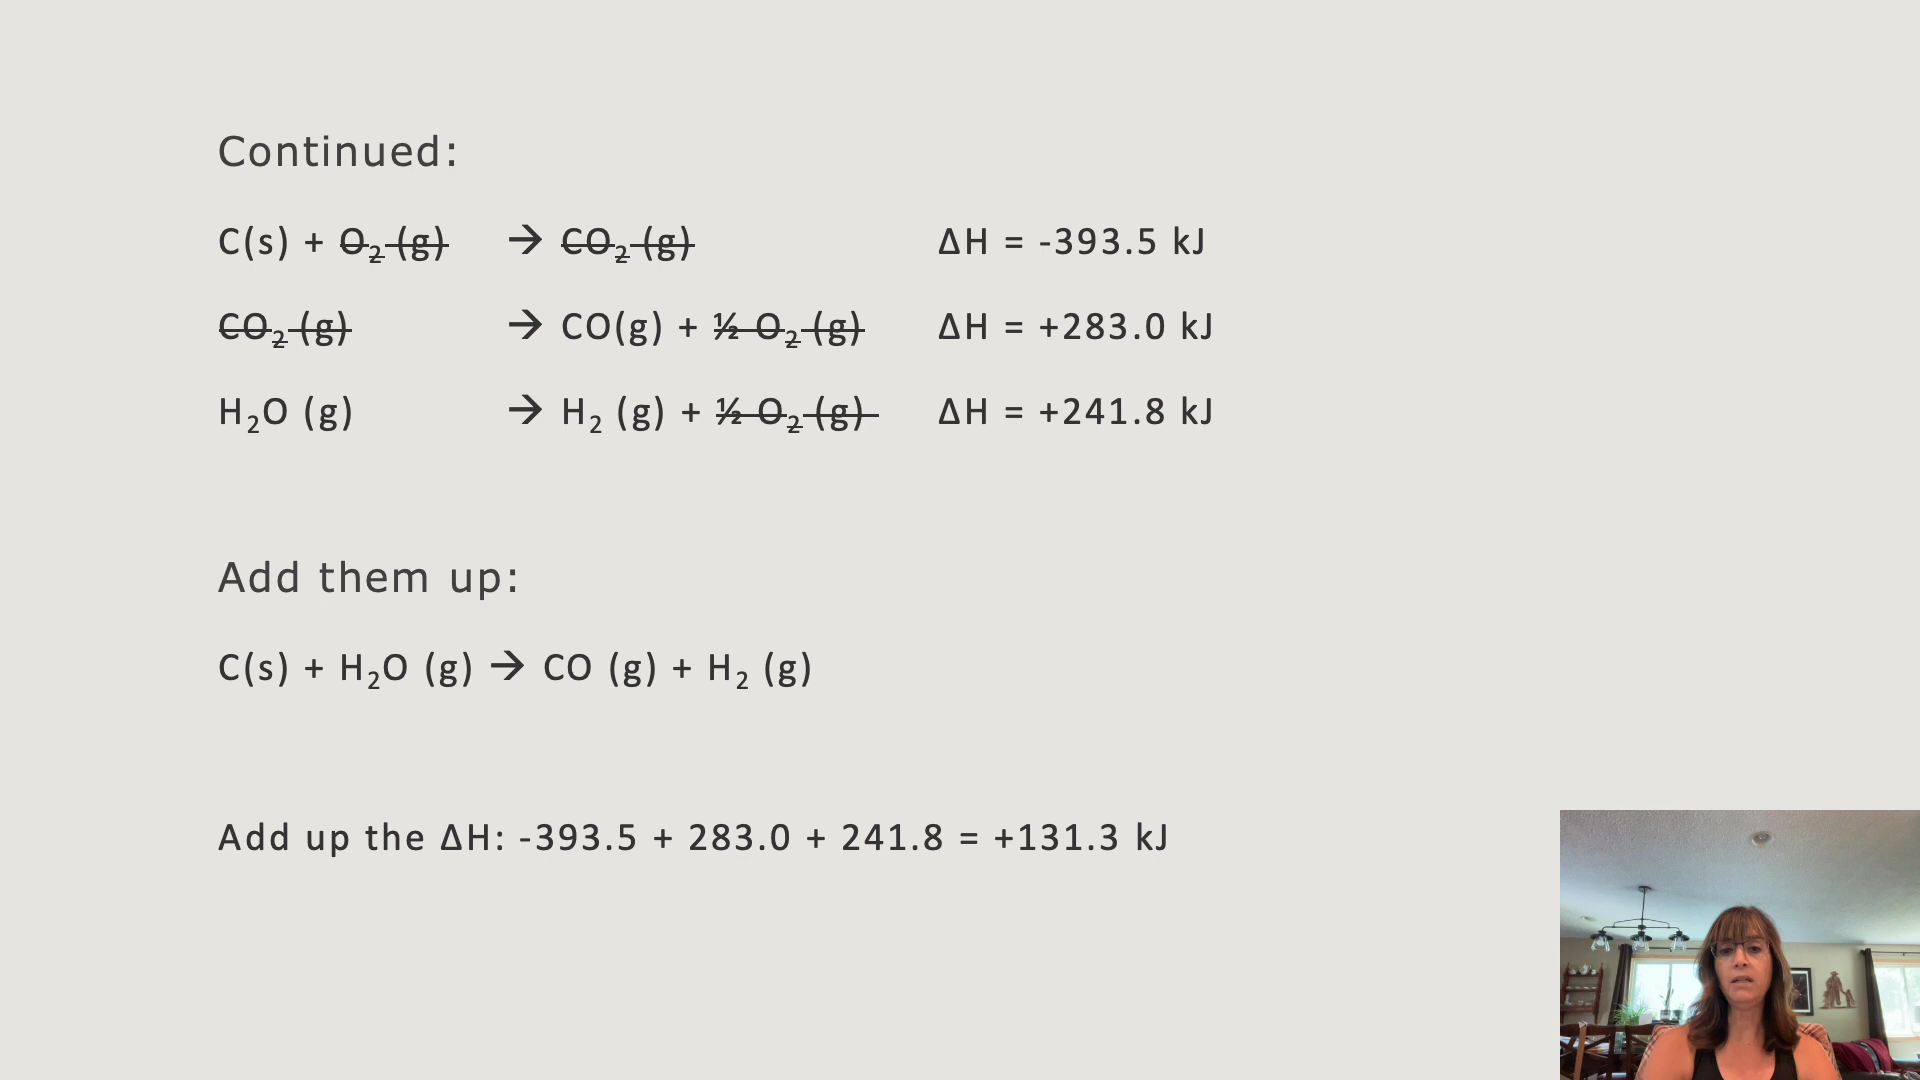 Continued:
C(s) + O₂ (g) → CO₂ (g) ΔH = -393.5 kJ
CO₂ (g) → CO(g) + ½ O₂ (g) ΔH = +283.0 kJ
H₂O (g) → H₂ (g) + ½ O₂ (g) ΔH = +241.8 kJ
Add them up:
C(s) + H₂O (g) → CO (g) + H₂ (g)
Add up the ΔH: -393.5 + 283.0 + 241.8 = +131.3 kJ